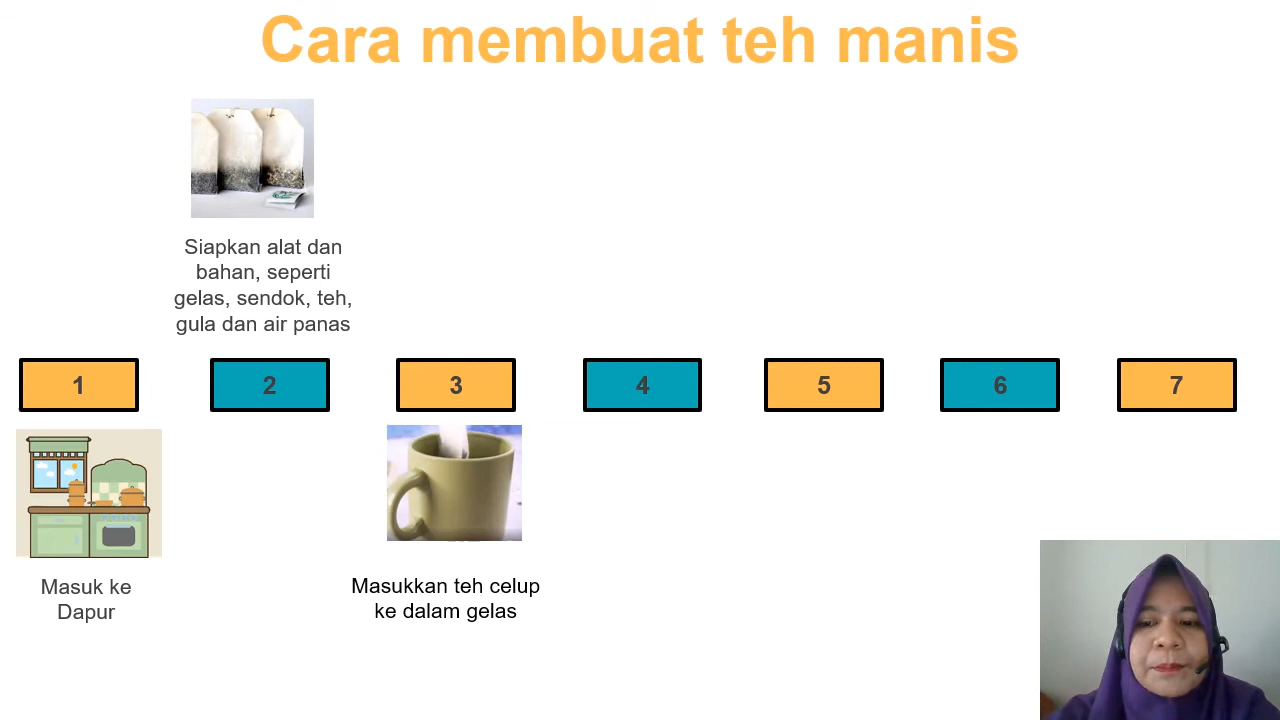 Cara membuat teh manis
Siapkan alat dan
bahan, seperti
gelas, sendok, teh,
gula dan air panas
1
2
3
4
5
6
7
Masuk ke
Dapur
Masukkan teh celup
ke dalam gelas